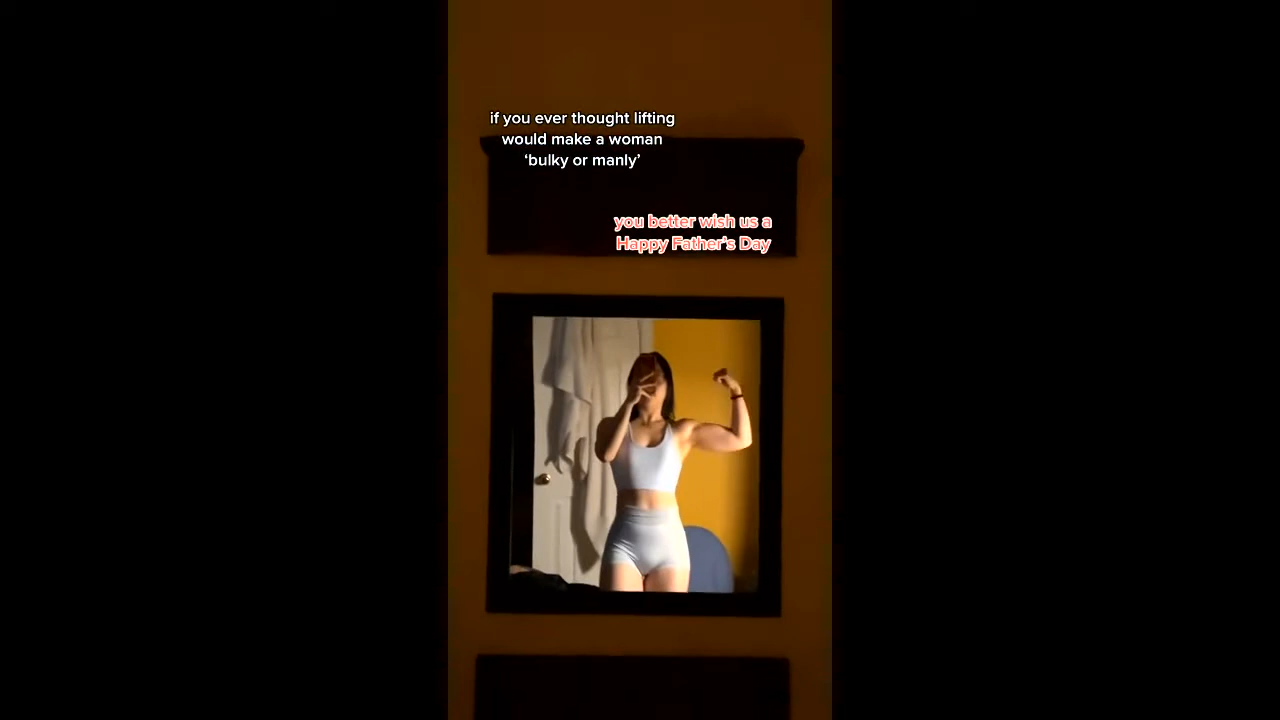 if you ever thought lifting
would make a woman
‘bulky or manly’
you better wish us a
Happy Father's Day